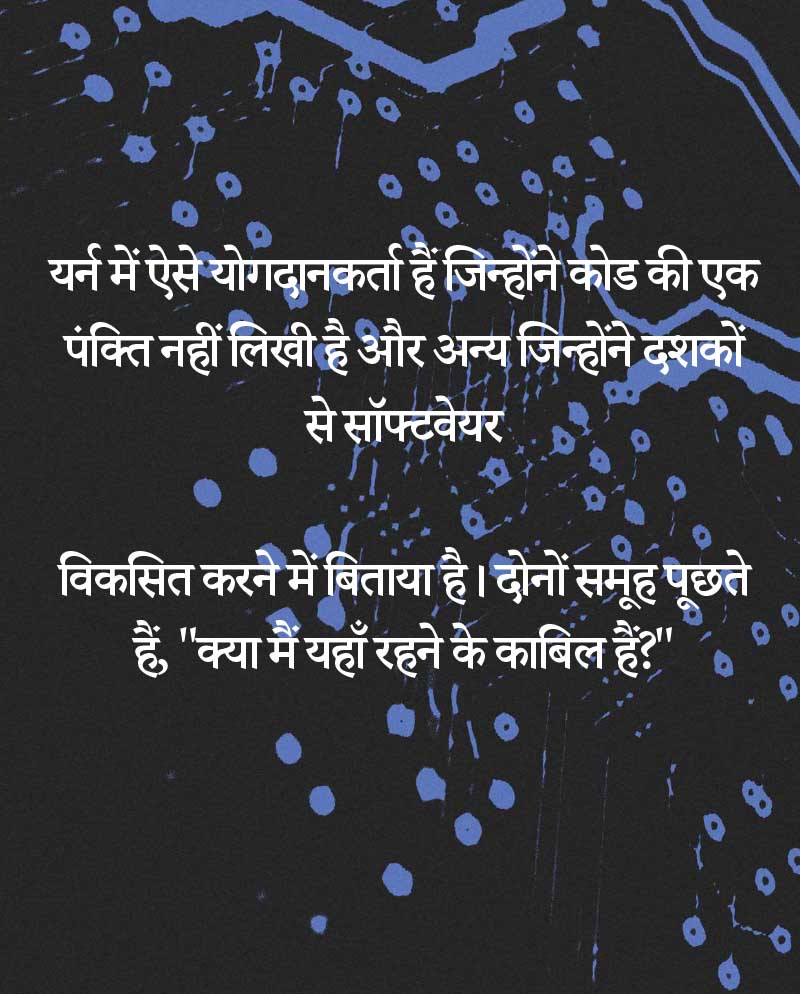 यर्न में ऐसे योगदानकर्ता हैं जिन्होंने कोड की एक
पंक्ति नहीं लिखी है और अन्य जिन्होंने दशकों
से सॉफ्टवेयर
विकसित करने में बिताया है। दोनों समूह पूछते
हैं, "क्या मैं यहाँ रहने के काबिल हैं?"